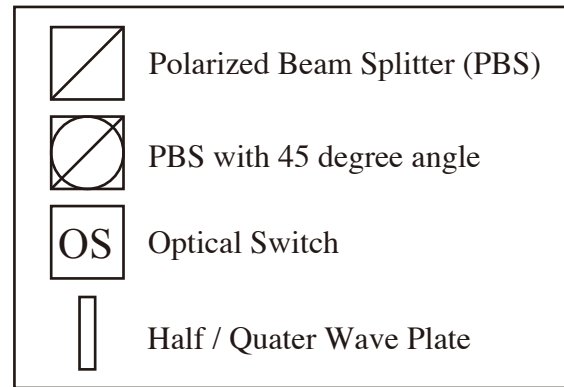 Polarized Beam Splitter (PBS)
PBS with 45 degree angle
OS Optical Switch
Half / Quater Wave Plate